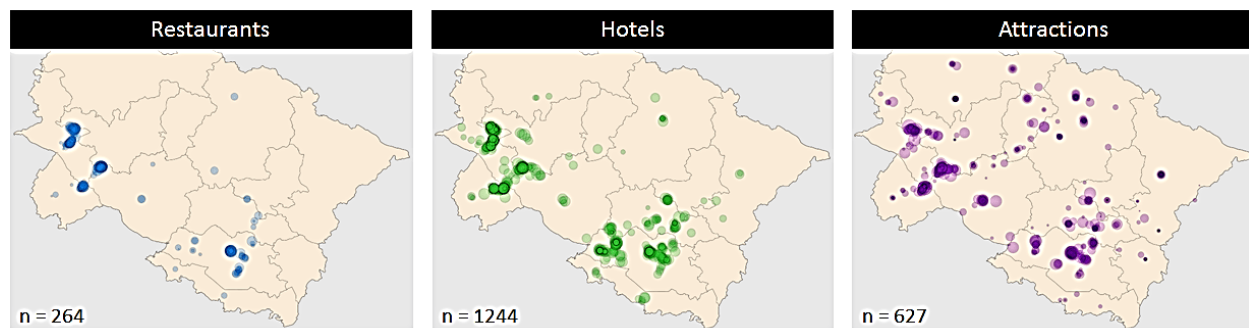 Restaurants
Hotels
Attractions
n = 264
n = 1244
n = 627